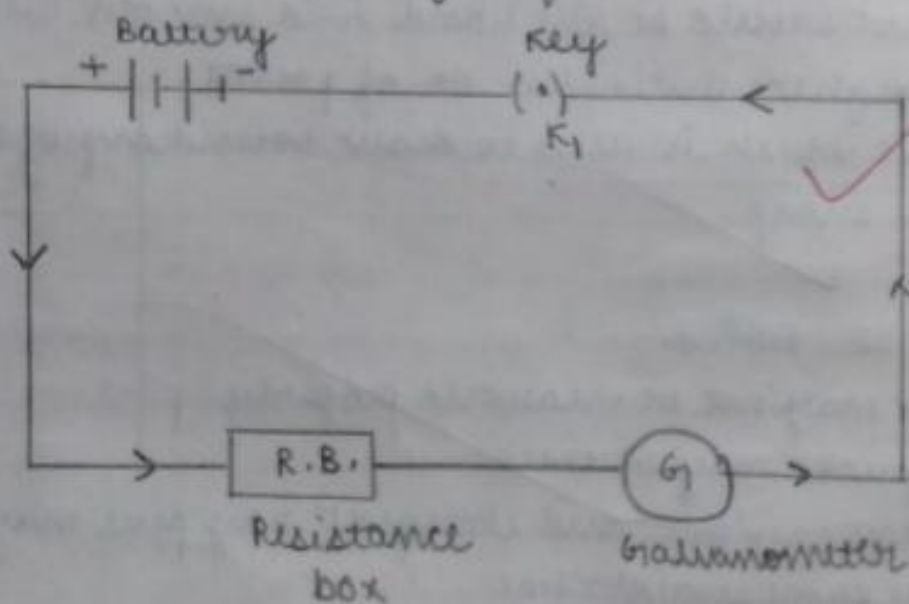 Battery
Key
+ -
K1
R.B.
G
Resistance
box
Galvanometer